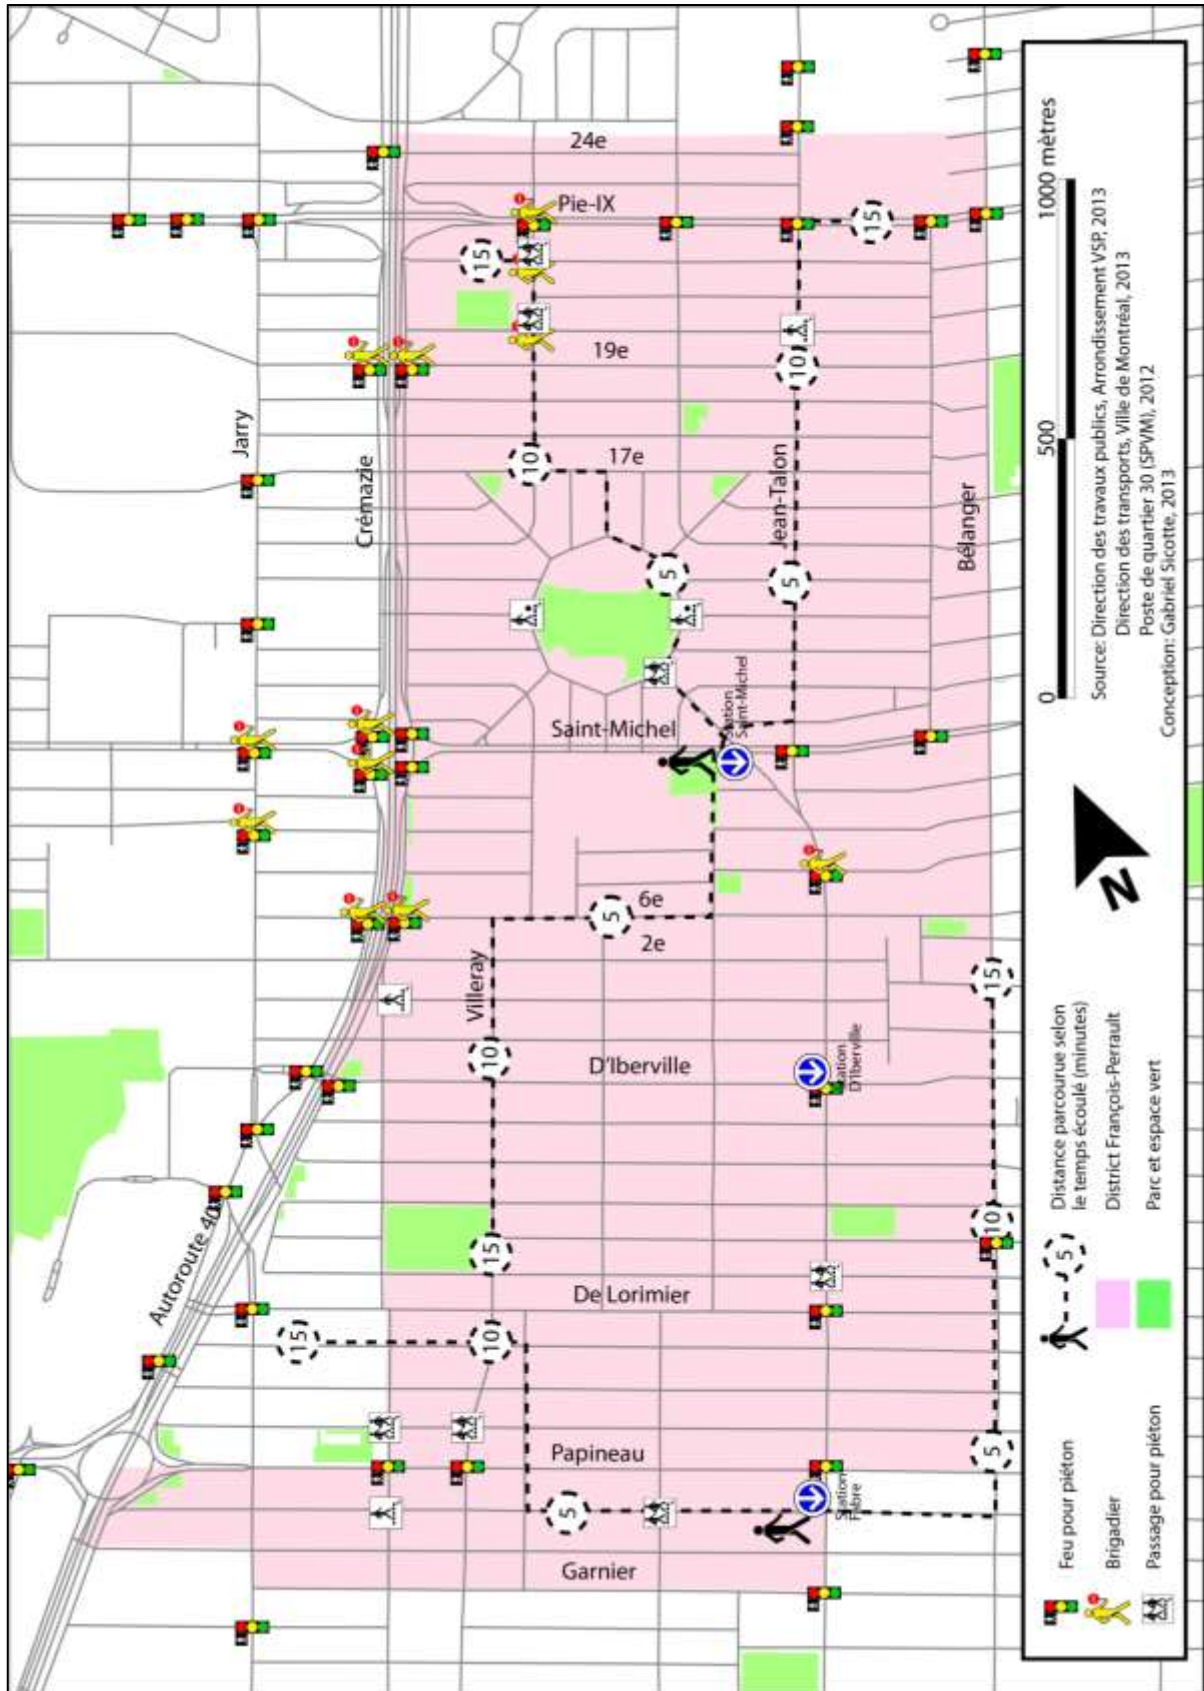 24e
Pie-IX
15
15
19e
10
Jarry
17e
10
Crémazie
Jean-Talon
Bélanger
5
5
Saint-Michel
Station
Saint-Michel
6e
5
2e
Villeray
15
10
D'Iberville
Station
D'Iberville
10
15
Autoroute 40
De Lorimier
15
10
Papineau
5
5
Station
Fabre
Garnier
0
500
1000 mètres
Source: Direction des travaux publics, Arrondissement VSP, 2013
Direction des transports, Ville de Montréal, 2013
Poste de quartier 30 (SPVM), 2012
Conception: Gabriel Sicotte, 2013
N
Feu pour piéton
Brigadier
Passage pour piéton
5
Distance parcourue selon
le temps écoulé (minutes)
District François-Perrault
Parc et espace vert